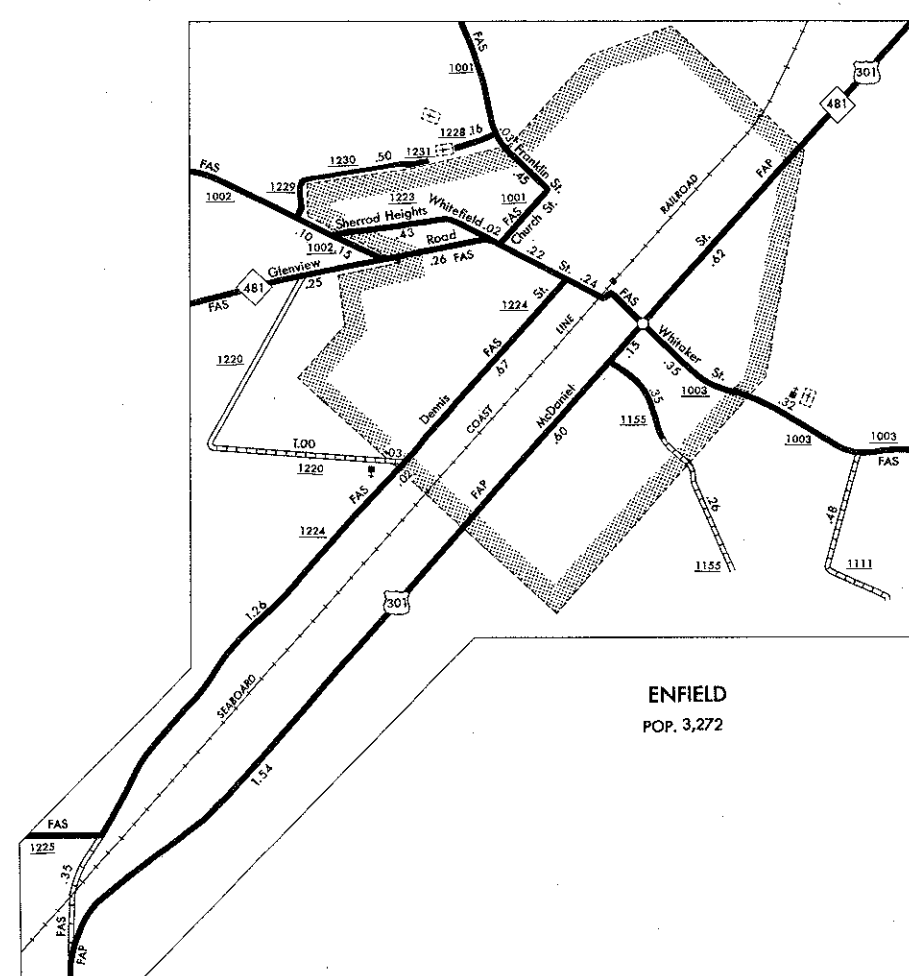 FAS
1001
301
481
FAP
1228 .16
.03
Franklin St.
.45
1230 .50 1231
FAS
1002
1229
1223
Sherrod Heights
.43
Whitefield .02
1001
FAS
Church St.
RAILROAD
St.
.62
.10
1002 .15
Glenview Road
.25
.26 FAS
481
FAS
.22
St. .24
FAS
1224
St.
FAS
.67
Dennis
LINE
COAST
Whitaker St.
.35
1003
.15
McDaniel
.60
.35
1155
.32
1003
1003
FAS
1220
1.00
1220
.03
.02
FAS
1224
FAP
.26
1155
.48
1111
301
1.26
SEABOARD
1.54
ENFIELD
POP. 3,272
FAS
1225
.35
FAS
FAP